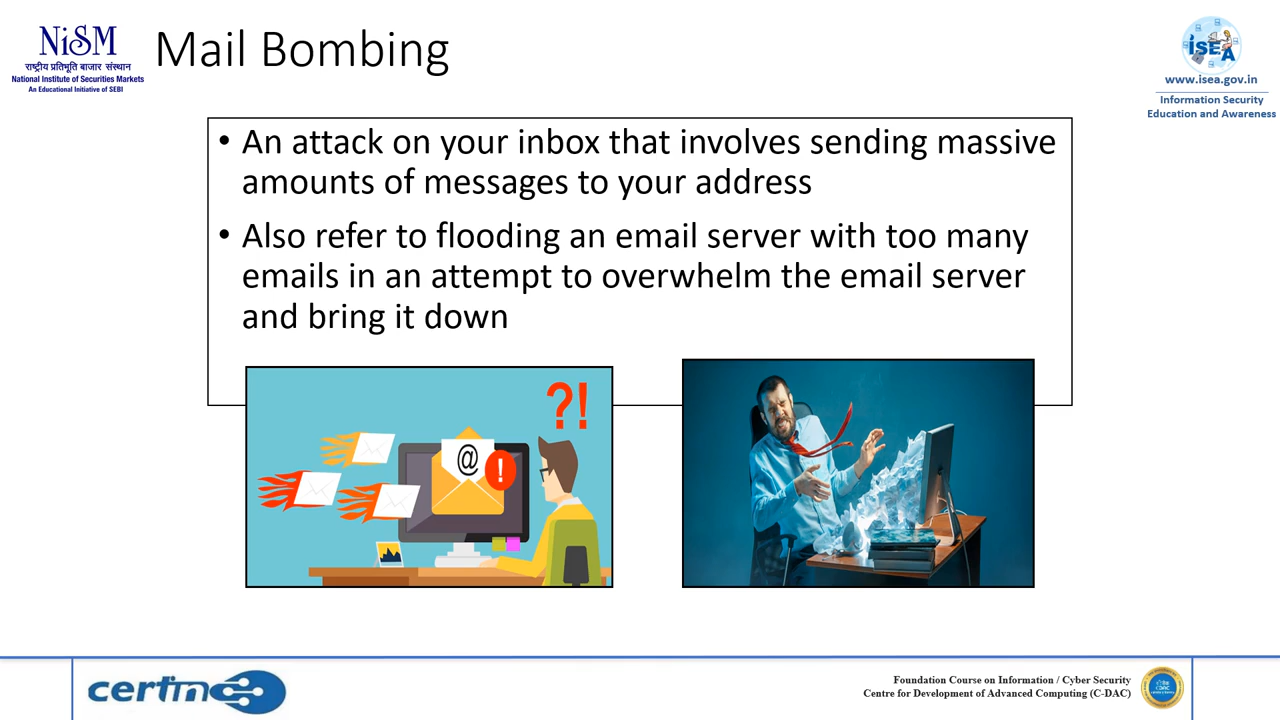 NiSM
राष्ट्रीय प्रतिभूति बाजार संस्थान
National Institute of Securities Markets
An Educational Initiative of SEBI
Mail Bombing
ISEA
www.isea.gov.in
Information Security
Education and Awareness
• An attack on your inbox that involves sending massive
amounts of messages to your address
• Also refer to flooding an email server with too many
emails in an attempt to overwhelm the email server
and bring it down
?!
@
!
certin
Foundation Course on Information / Cyber Security
Centre for Development of Advanced Computing (C-DAC)
CDAC